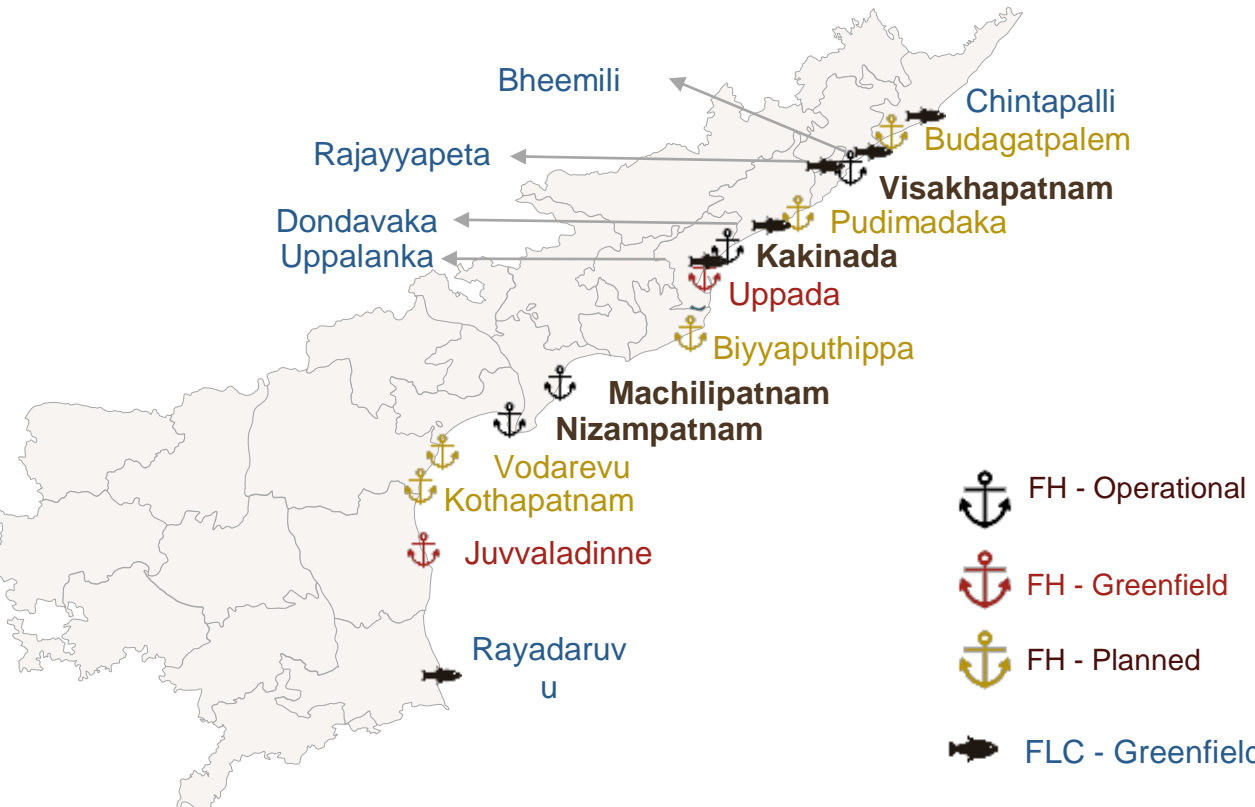 Bheemili
Chintapalli
Budagatpalem
Rajayyapeta
Visakhapatnam
Dondavaka
Pudimadaka
Uppalanka
Kakinada
Uppada
Biyyaputhippa
Machilipatnam
Nizampatnam
Vodarevu
Kothapatnam
Juvvaladinne
Rayadaruv
u
FH - Operational
FH - Greenfield
FH - Planned
FLC - Greenfield